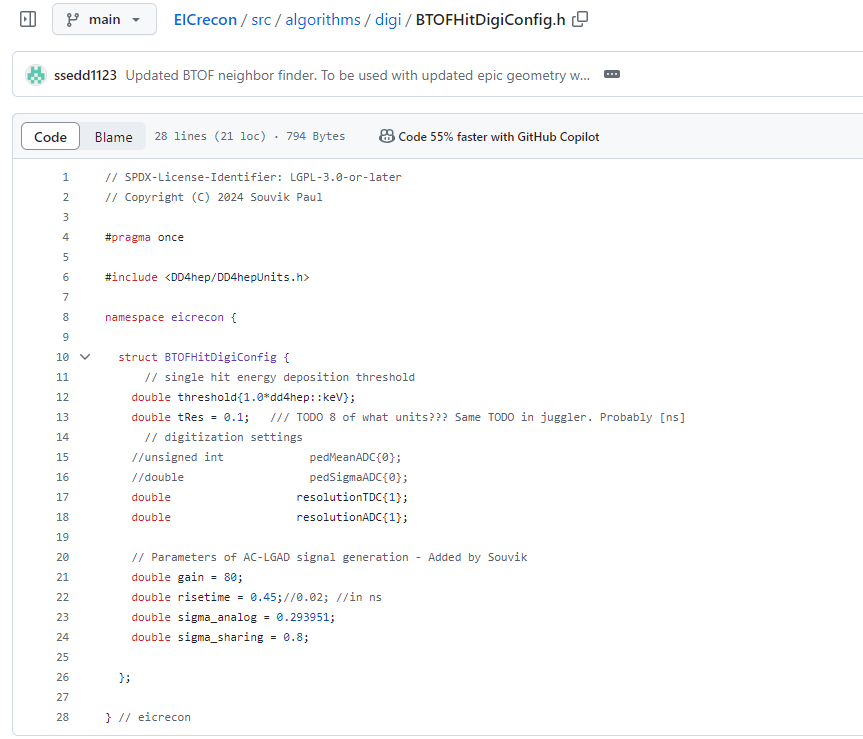 main
EICrecon / src / algorithms / digi / BTOFHitDigiConfig.h
ssedd1123 Updated BTOF neighbor finder. To be used with updated epic geometry w...
Code Blame 28 lines (21 loc) · 794 Bytes Code 55% faster with GitHub Copilot
1 // SPDX-License-Identifier: LGPL-3.0-or-later
2 // Copyright (C) 2024 Souvik Paul
3
4 #pragma once
5
6 #include <DD4hep/DD4hepUnits.h>
7
8 namespace eicrecon {
9
10 struct BTOFHitDigiConfig {
11 // single hit energy deposition threshold
12 double threshold{1.0*dd4hep::keV};
13 double tRes = 0.1; /// TODO 8 of what units??? Same TODO in juggler. Probably [ns]
14 // digitization settings
15 //unsigned int pedMeanADC{0};
16 //double pedSigmaADC{0};
17 double resolutionTDC{1};
18 double resolutionADC{1};
19
20 // Parameters of AC-LGAD signal generation - Added by Souvik
21 double gain = 80;
22 double risetime = 0.45;//0.02; //in ns
23 double sigma_analog = 0.293951;
24 double sigma_sharing = 0.8;
25
26 };
27
28 } // eicrecon